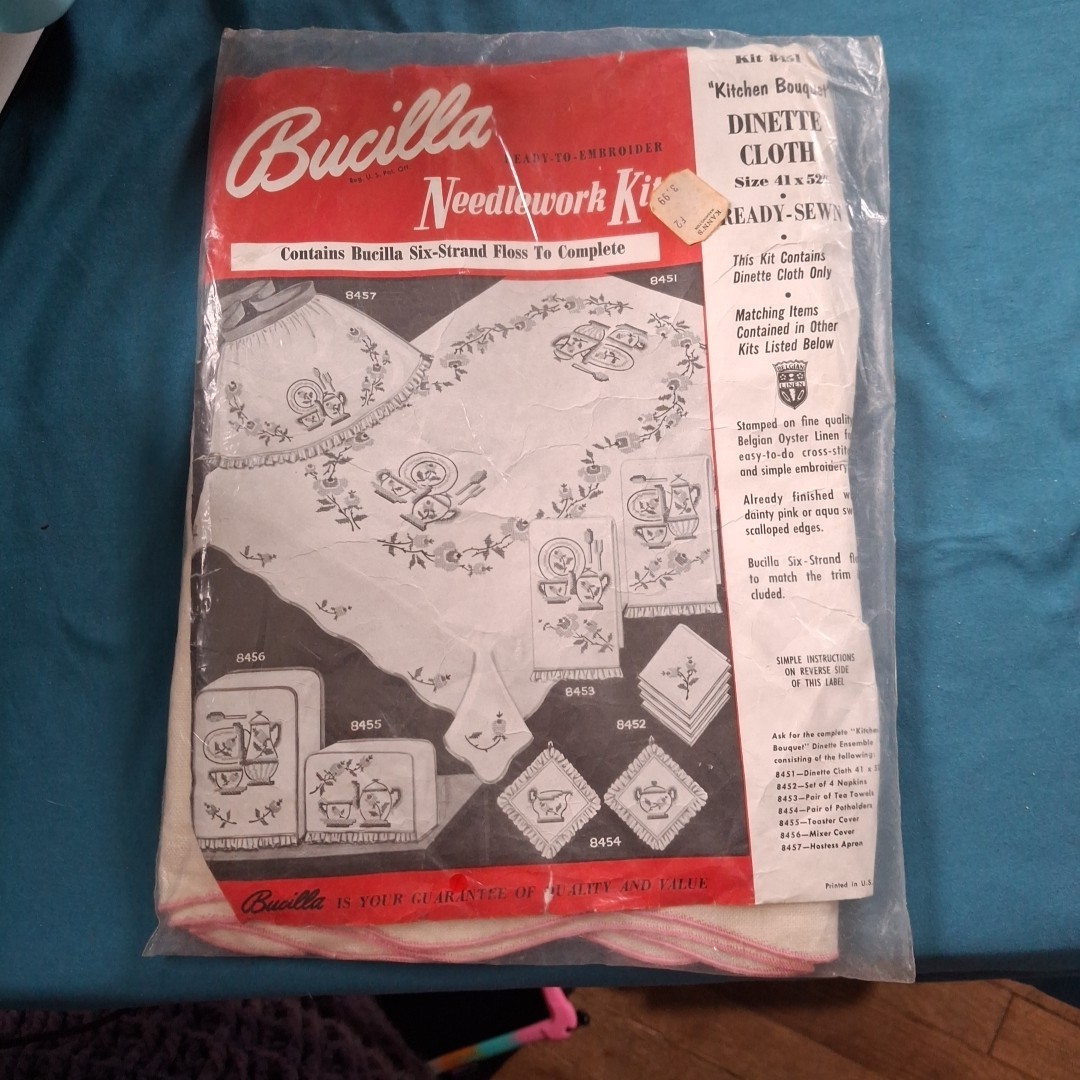 Bucilla
Reg. U. S. Pat. Off.
READY-TO-EMBROIDER
Needlework Kit
Contains Bucilla Six-Strand Floss To Complete
3.99
F2
KANN'S
8457
8451
8456
8455
8453
8452
8454
Bucilla IS YOUR GUARANTEE OF QUALITY AND VALUE
Kit 8451
"Kitchen Bouquet
DINETTE
CLOTH
Size 41 x 52"
READY-SEWN
This Kit Contains
Dinette Cloth Only
Matching Items
Contained in Other
Kits Listed Below
BELGIAN
LINEN
Stamped on fine quality
Belgian Oyster Linen f
easy-to-do cross-stit
and simple embroidery
Already finished w
dainty pink or aqua sw
scalloped edges.
Bucilla Six-Strand fl
to match the trim
cluded.
SIMPLE INSTRUCTIONS
ON REVERSE SIDE
OF THIS LABEL
Ask for the complete "Kitchen
Bouquet" Dinette Ensemble
consisting of the following:
8451—Dinette Cloth 41 x 5
8452—Set of 4 Napkins
8453—Pair of Tea Towels
8454—Pair of Potholders
8455—Toaster Cover
8456—Mixer Cover
8457—Hostess Apron
Printed in U.S.